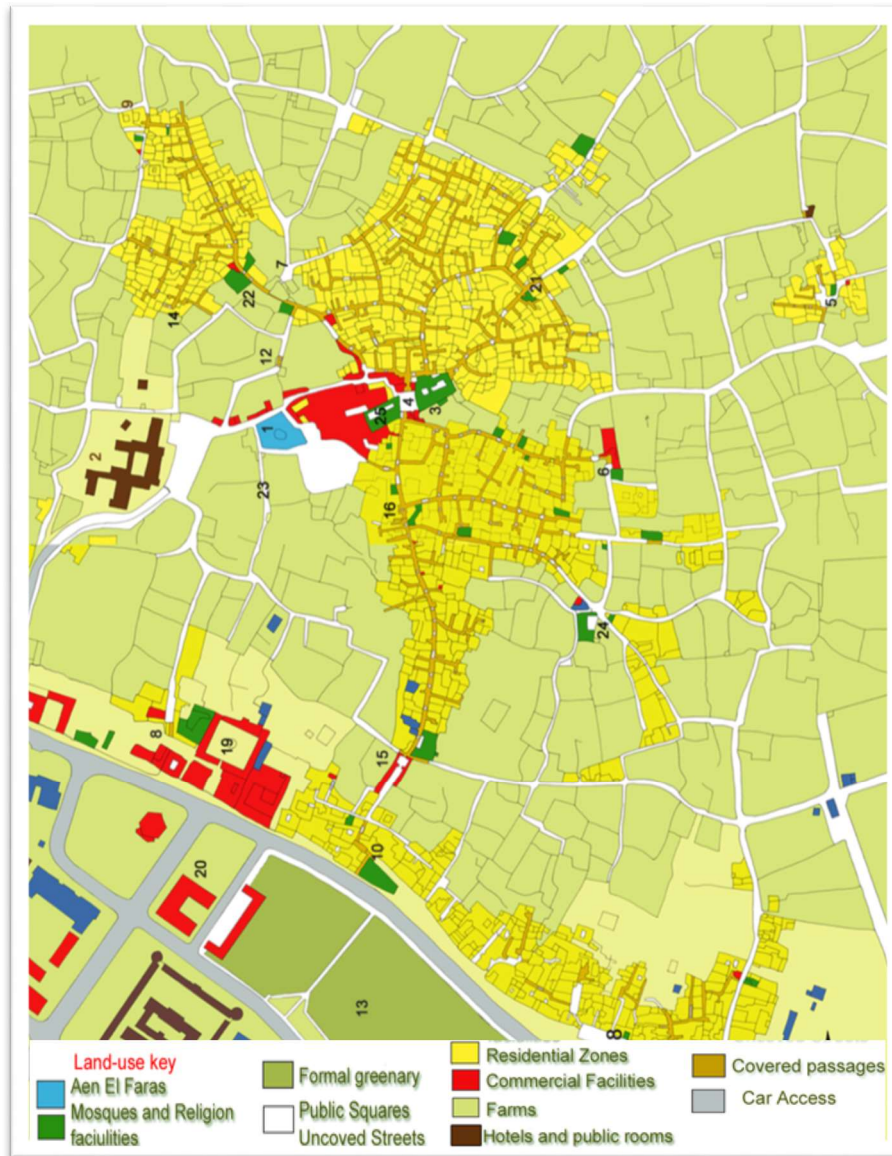 9
14
22
7
12
2
1
23
25
4
3
21
5
6
16
24
8
19
15
20
10
13
8
Land-use key
Aen El Faras
Mosques and Religion
faciulities
Formal greenary
Public Squares
Uncoved Streets
Residential Zones
Commercial Facilities
Farms
Hotels and public rooms
Covered passages
Car Access